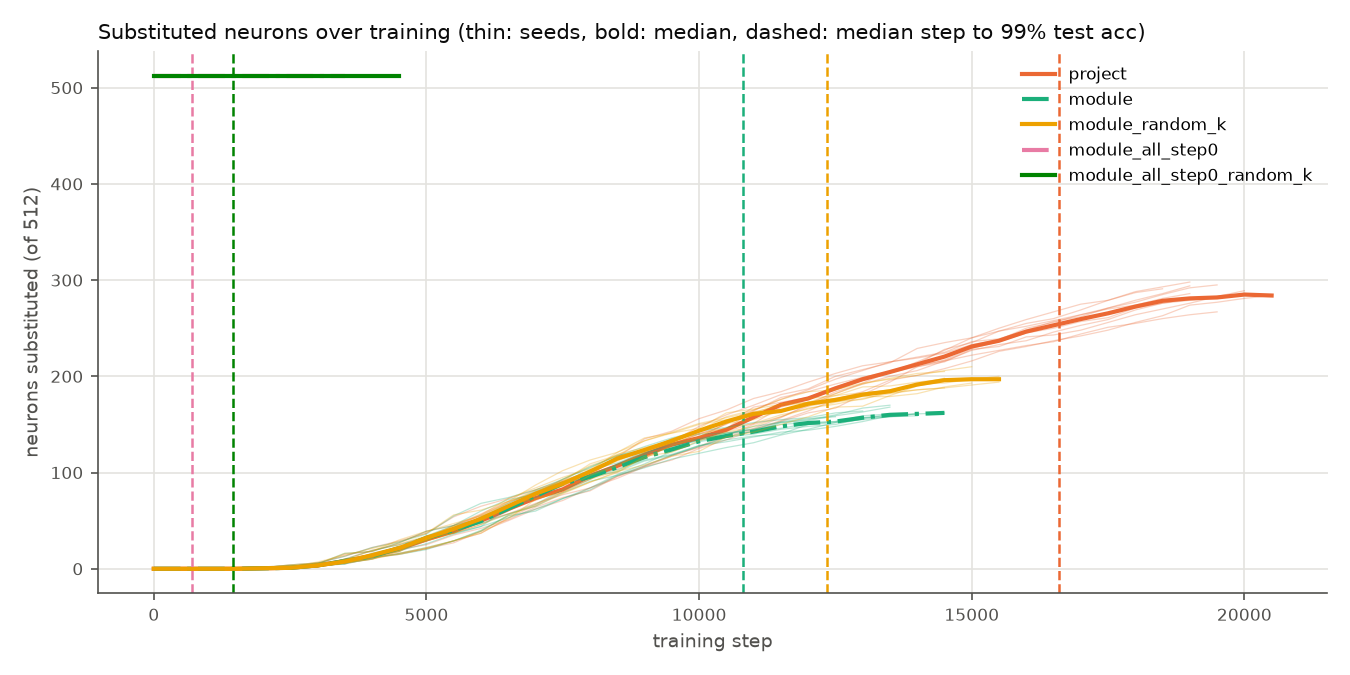 Substituted neurons over training (thin: seeds, bold: median, dashed: median step to 99% test acc)
project
module
module_random_k
module_all_step0
module_all_step0_random_k
neurons substituted (of 512)
500
400
300
200
100
0
0
5000
10000
15000
20000
training step